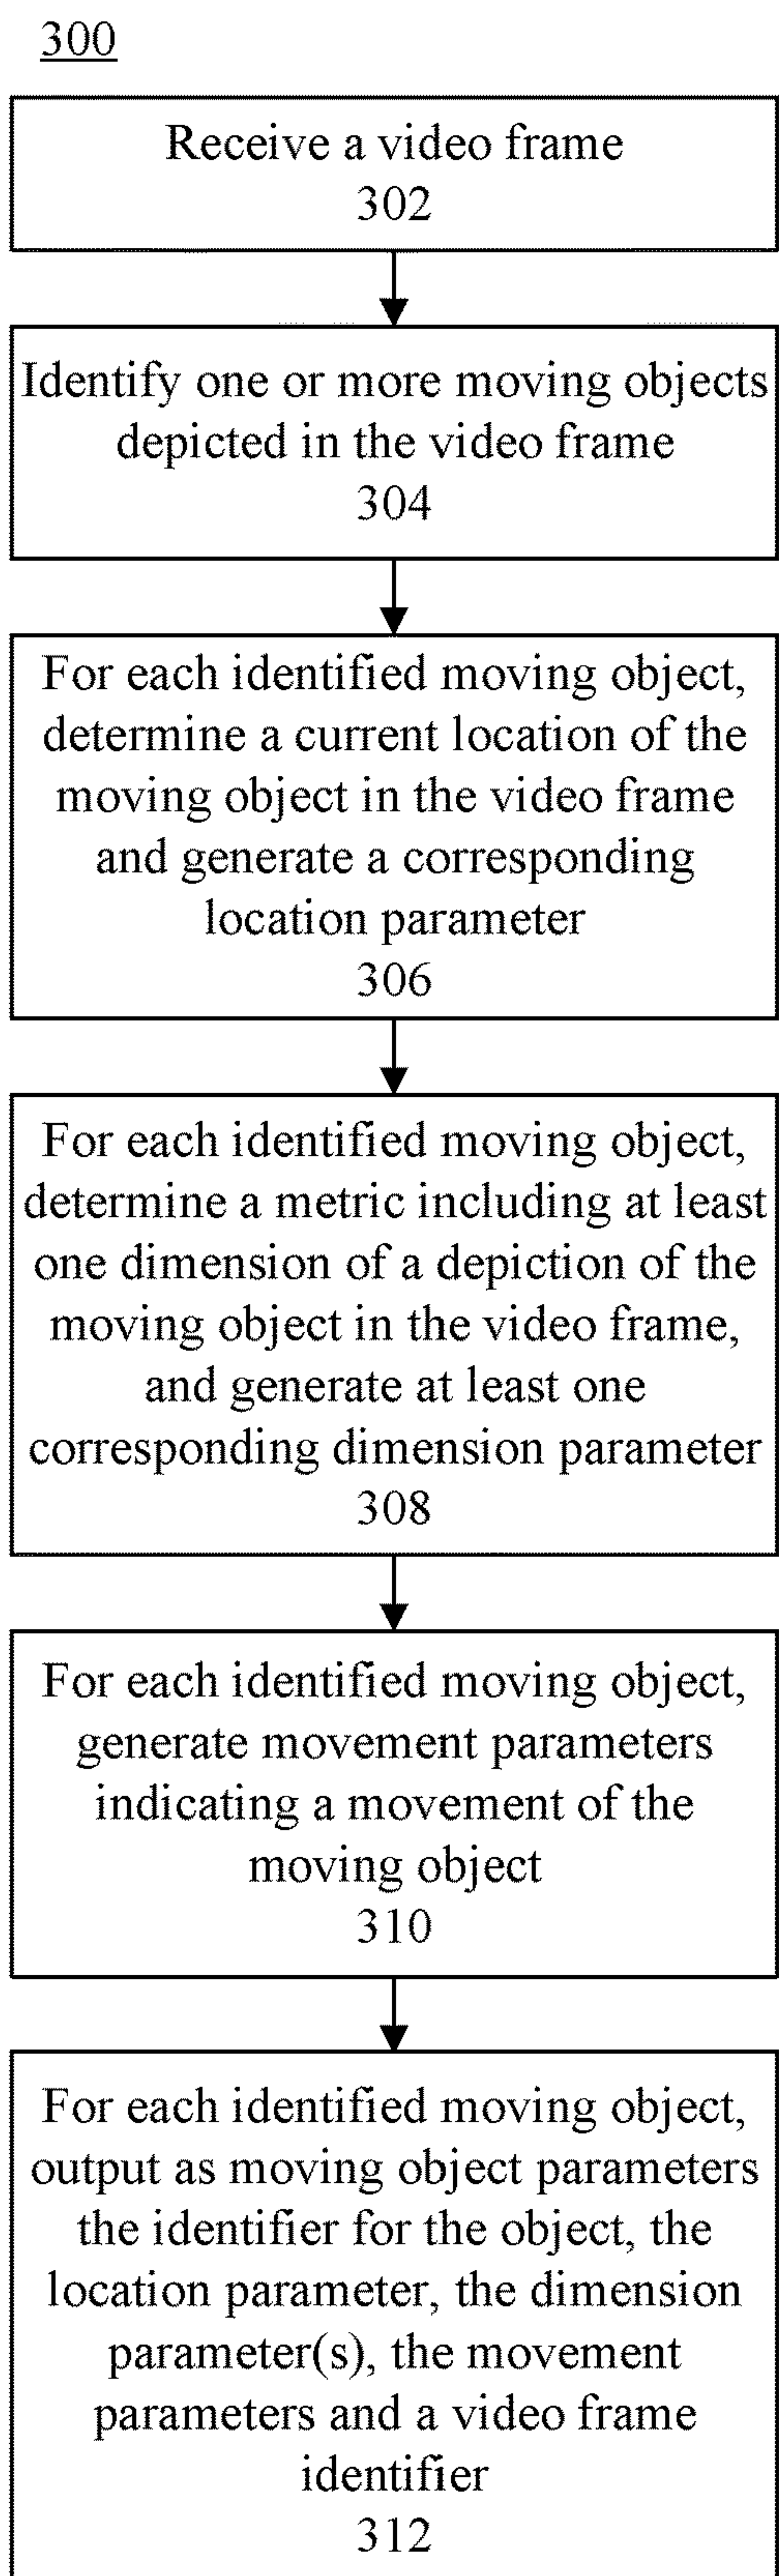 300
Receive a video frame
302
Identify one or more moving objects
depicted in the video frame
304
For each identified moving object,
determine a current location of the
moving object in the video frame
and generate a corresponding
location parameter
306
For each identified moving object,
determine a metric including at least
one dimension of a depiction of the
moving object in the video frame,
and generate at least one
corresponding dimension parameter
308
For each identified moving object,
generate movement parameters
indicating a movement of the
moving object
310
For each identified moving object,
output as moving object parameters
the identifier for the object, the
location parameter, the dimension
parameter(s), the movement
parameters and a video frame
identifier
312